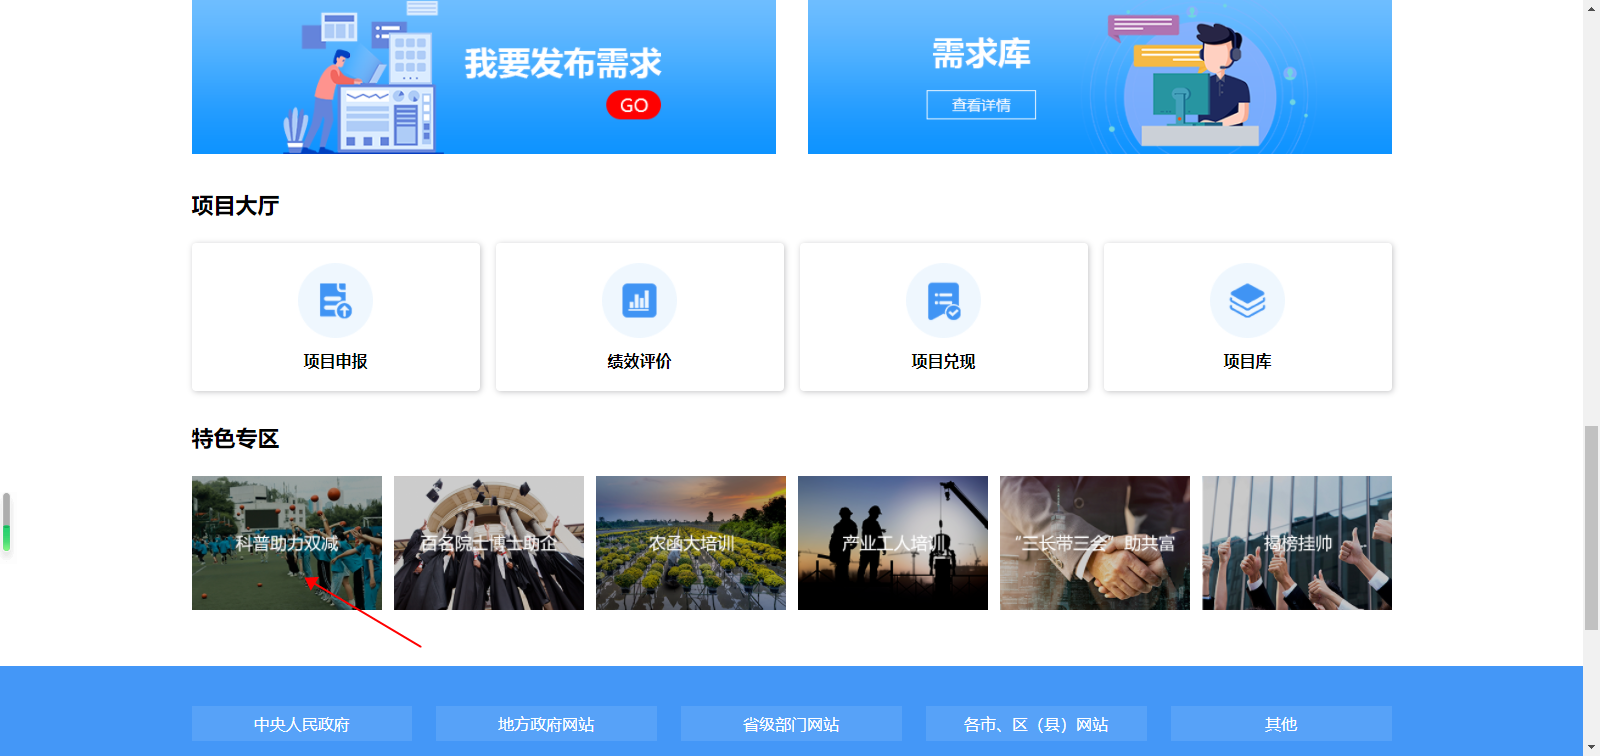 我要发布需求
GO
需求库
查看详情
项目大厅
项目申报
绩效评价
项目兑现
项目库
特色专区
科普助力双减
百名院士博士助企
农函大培训
产业工人培训
“三长带三会”助共富
揭榜挂帅
中央人民政府
地方政府网站
省级部门网站
各市、区（县）网站
其他